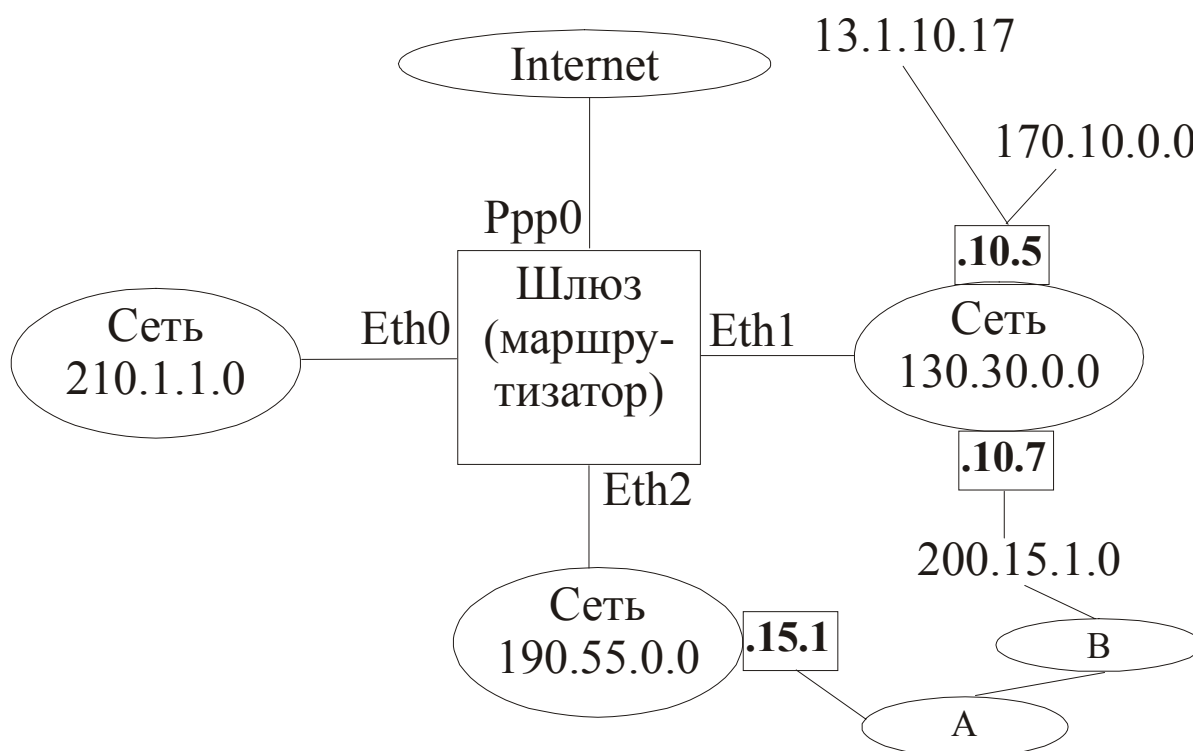 13.1.10.17
Internet
170.10.0.0
Ppp0
.10.5
Шлюз
(маршру-
тизатор)
Сеть
210.1.1.0
Eth0
Eth1
Сеть
130.30.0.0
.10.7
Eth2
200.15.1.0
Сеть
190.55.0.0
.15.1
B
A